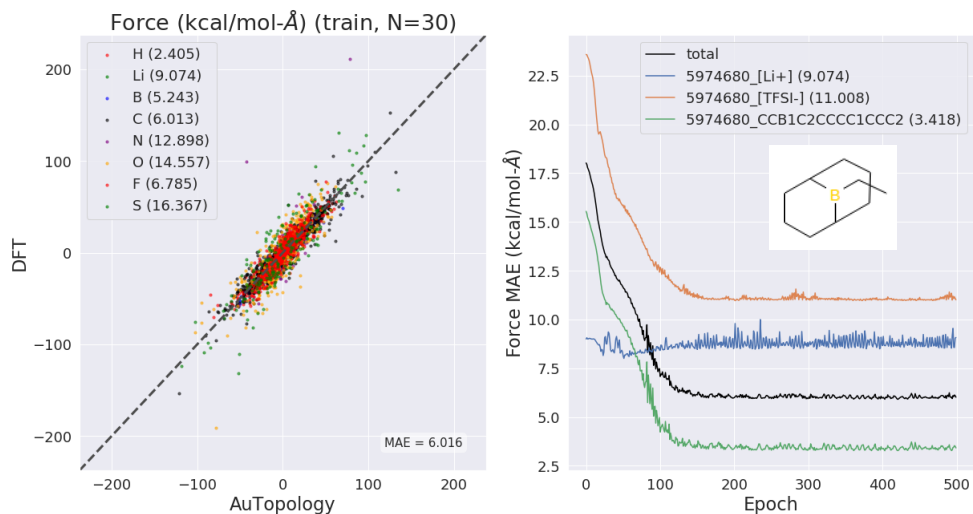 Force (kcal/mol-Å) (train, N=30)
H (2.405)
Li (9.074)
B (5.243)
C (6.013)
N (12.898)
O (14.557)
F (6.785)
S (16.367)
200
100
0
−100
−200
DFT
MAE = 6.016
−200
−100
0
100
200
AuTopology
total
5974680_[Li+] (9.074)
5974680_[TFSI-] (11.008)
5974680_CCB1C2CCCC1CCC2 (3.418)
B
22.5
20.0
17.5
15.0
12.5
10.0
7.5
5.0
2.5
Force MAE (kcal/mol-Å)
0
100
200
300
400
500
Epoch